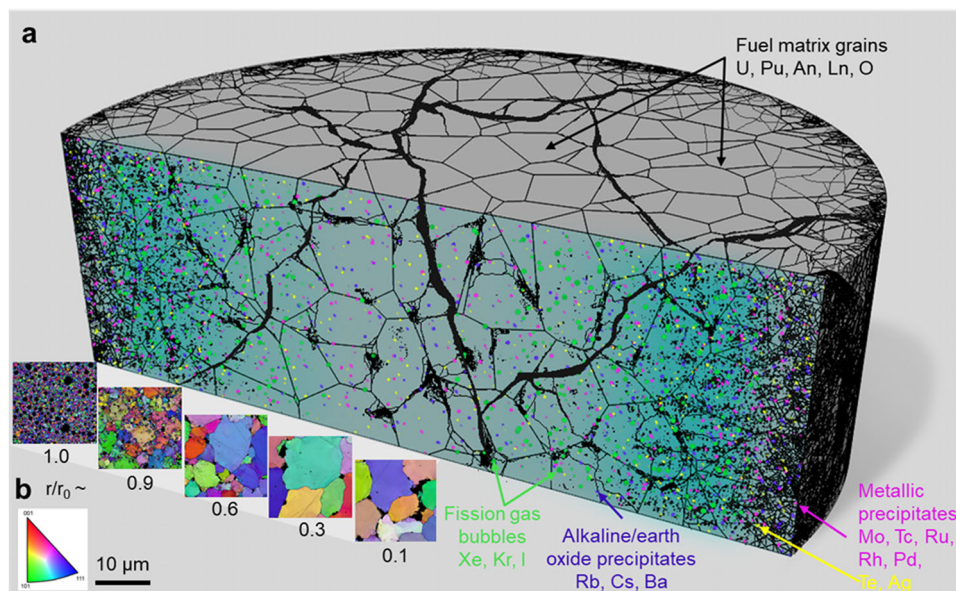 a
Fuel matrix grains
U, Pu, An, Ln, O
1.0
0.9
0.6
0.3
0.1
b
r/r₀ ~
001
101
111
10 μm
Fission gas
bubbles
Xe, Kr, I
Alkaline/earth
oxide precipitates
Rb, Cs, Ba
Metallic
precipitates
Mo, Tc, Ru,
Rh, Pd,
Te, Ag